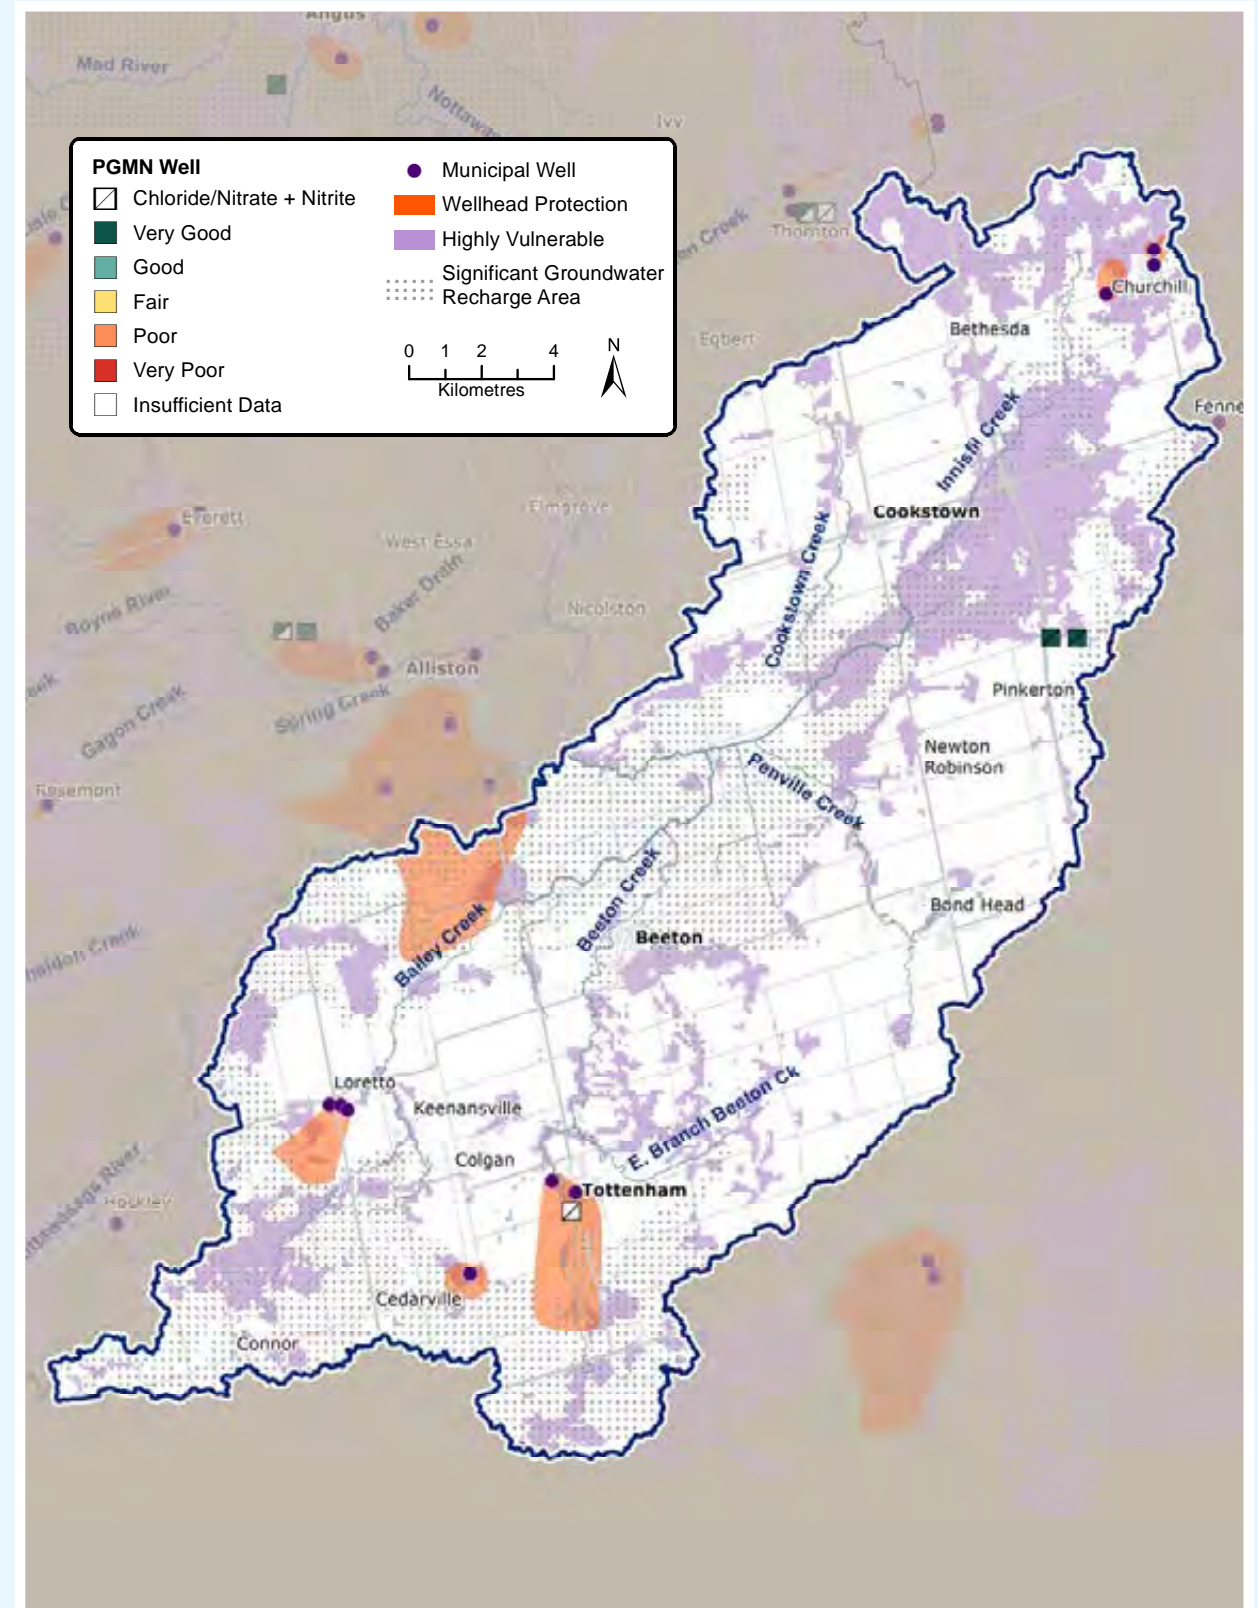 Angus
Mad River
Ivv
PGMN Well
Chloride/Nitrate + Nitrite
Very Good
Good
Fair
Poor
Very Poor
Insufficient Data
Municipal Well
Wellhead Protection
Highly Vulnerable
Significant Groundwater
Recharge Area
0 1 2 4
Kilometres
N
Thornton
Churchill
Bethesda
Egbert
Innisfil Creek
Cookstown
Everett
Elmgrove
West Essa
Baker Drain
Cookstown Creek
Boyne River
Nicolston
Alliston
Spring Creek
Gagon Creek
Pinkerton
Newton
Robinson
Rosemont
Penville Creek
Beeton Creek
Bond Head
Beeton
Bailey Creek
Loretto
Keenansville
E. Branch Beeton Ck
Colgan
Tottenham
Hockley
Cedarville
Connor